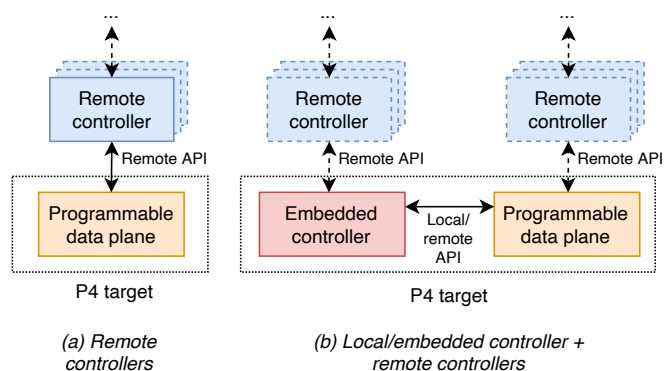 ...
Remote
controller
Remote API
Programmable
data plane
P4 target
(a) Remote
controllers
...
Remote
controller
Remote API
...
Remote
controller
Remote API
Embedded
controller
Local/
remote
API
Programmable
data plane
P4 target
(b) Local/embedded controller +
remote controllers